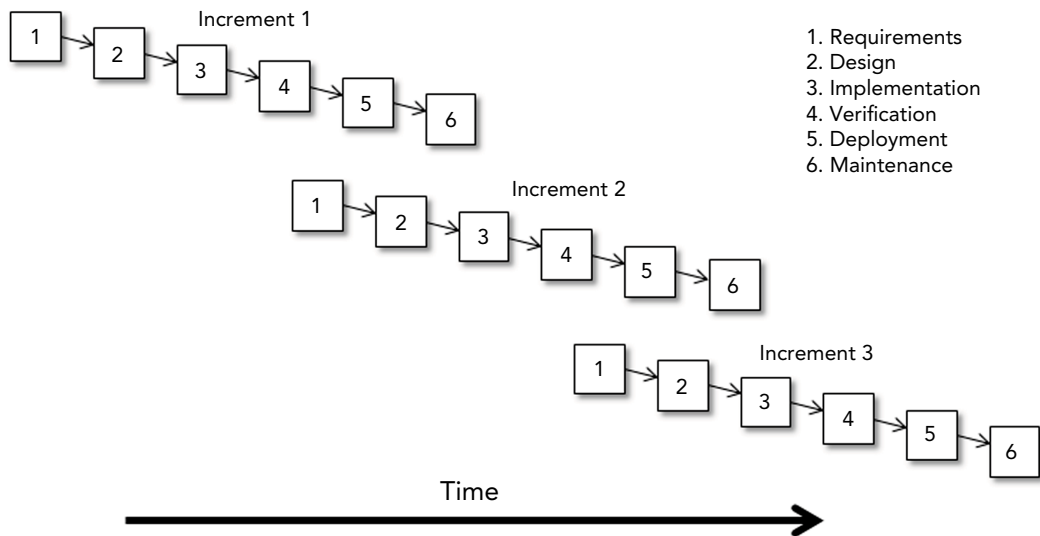 Increment 1
1
2
3
4
5
6
1. Requirements
2. Design
3. Implementation
4. Verification
5. Deployment
6. Maintenance
Increment 2
1
2
3
4
5
6
Increment 3
1
2
3
4
5
6
Time